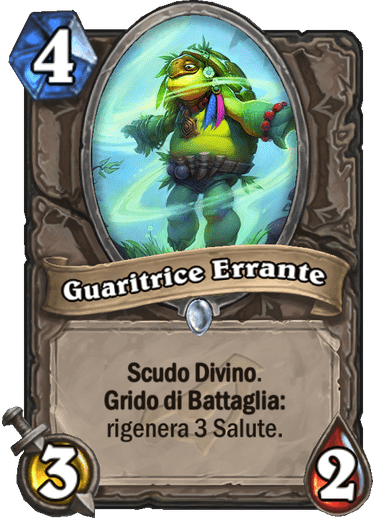 4
Guaritrice Errante
Scudo Divino.
Grido di Battaglia:
rigenera 3 Salute.
3
2